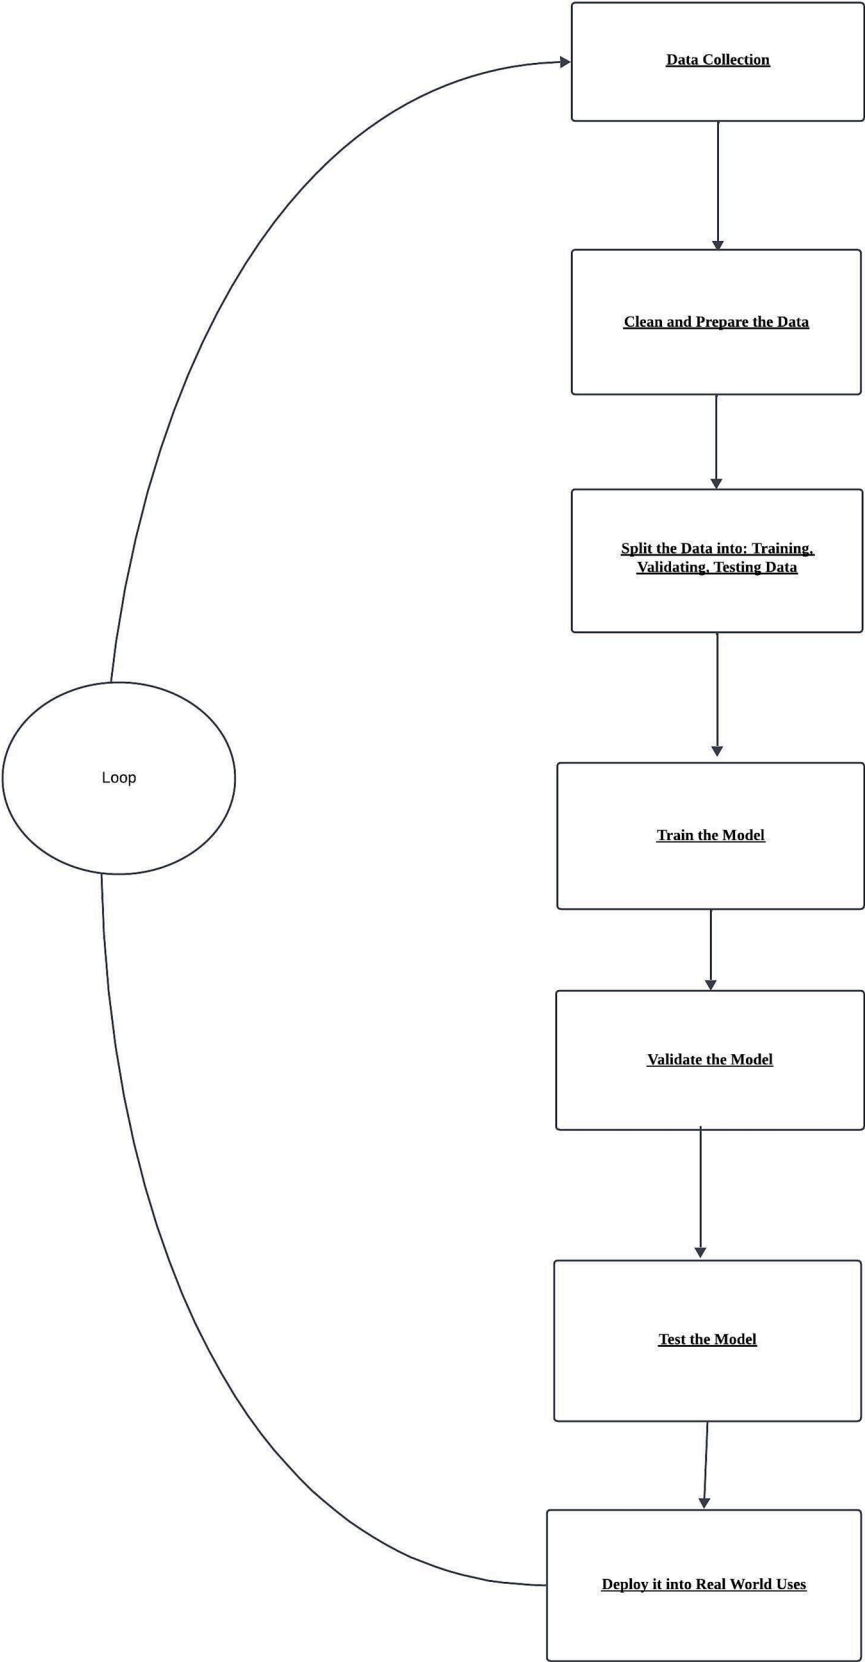 Data Collection
Clean and Prepare the Data
Split the Data into: Training,
Validating, Testing Data
Loop
Train the Model
Validate the Model
Test the Model
Deploy it into Real World Uses